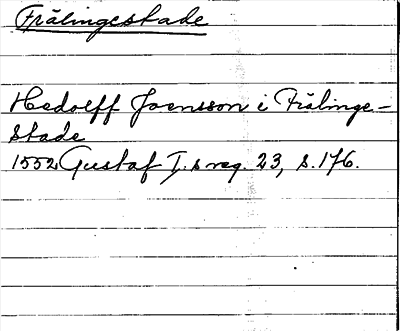 Frälingestade
Hedolff Joensson i Frälinge-
stade
1552 Gustaf I.s reg. 23, s. 176.